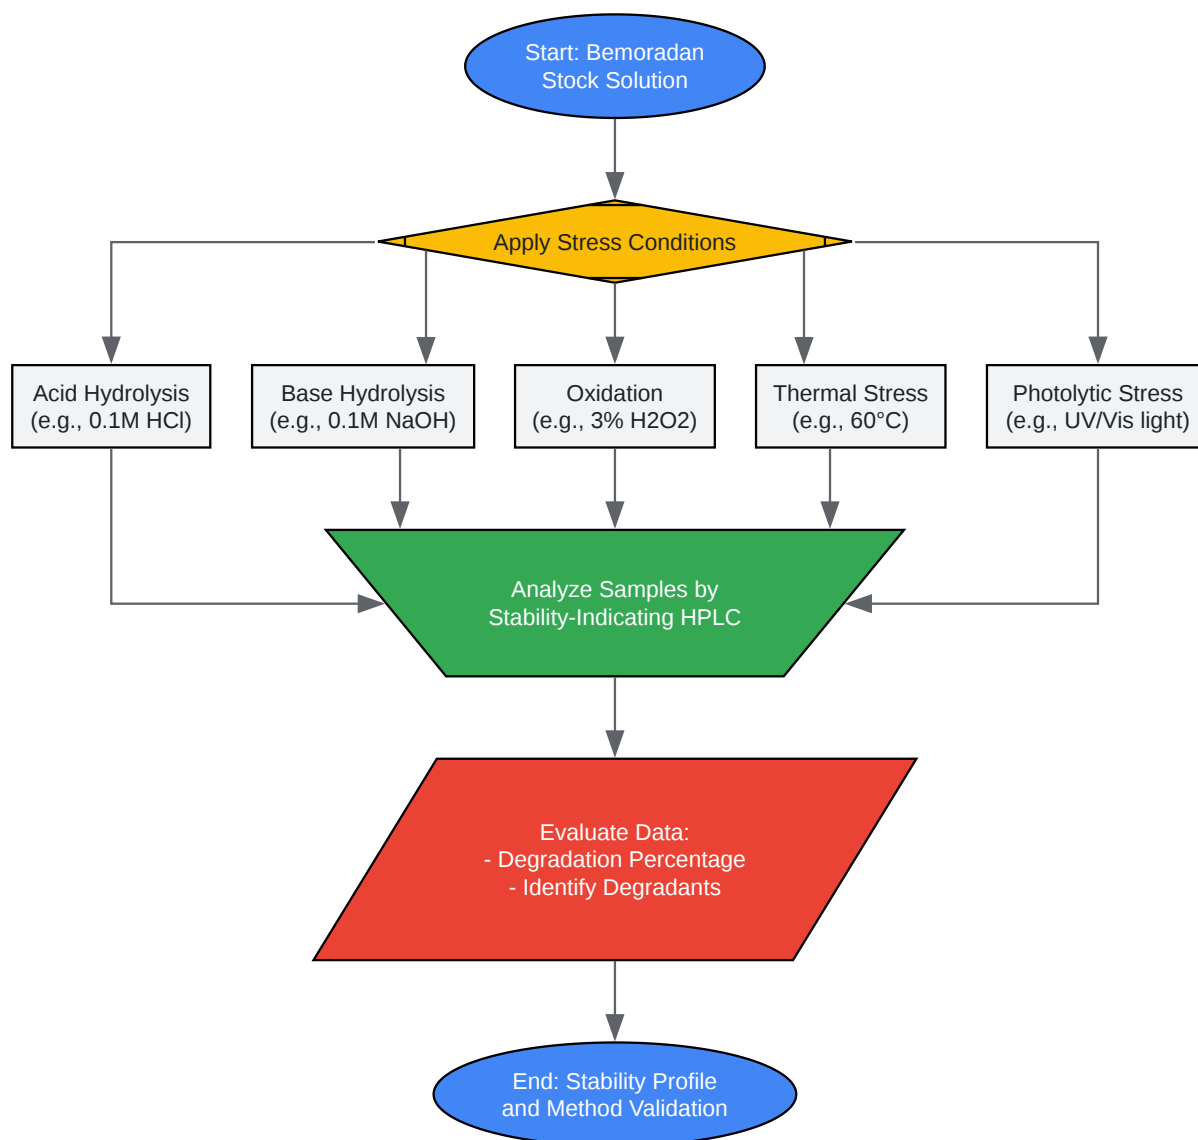 Start: Bemoradan
Stock Solution
Apply Stress Conditions
Acid Hydrolysis
(e.g., 0.1M HCl)
Base Hydrolysis
(e.g., 0.1M NaOH)
Oxidation
(e.g., 3% H2O2)
Thermal Stress
(e.g., 60°C)
Photolytic Stress
(e.g., UV/Vis light)
Analyze Samples by
Stability-Indicating HPLC
Evaluate Data:
- Degradation Percentage
- Identify Degradants
End: Stability Profile
and Method Validation